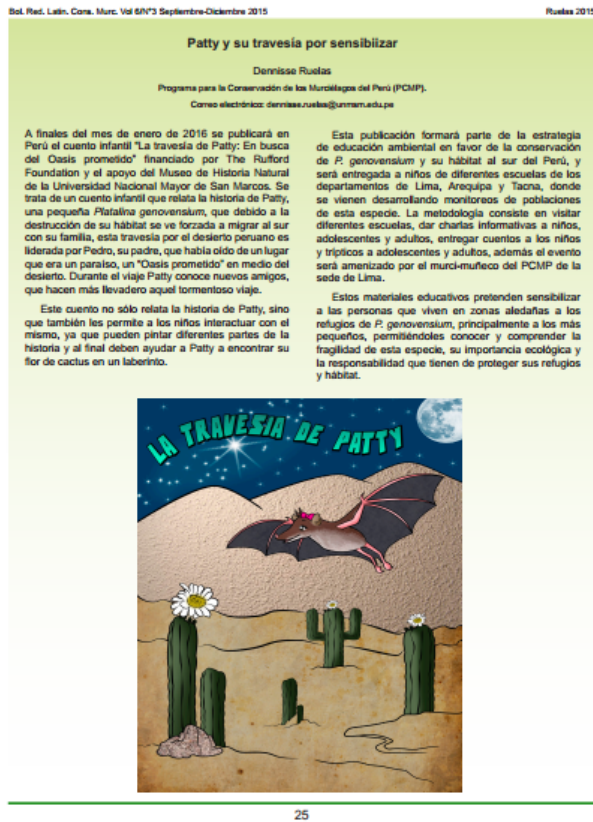 Bol. Red. Latin. Cons. Murc. Vol 6/N°3 Septiembre-Diciembre 2015
Ruelas 2015
Patty y su travesía por sensibiizar
Dennisse Ruelas
Programa para la Conservación de los Murciélagos del Perú (PCMP).
Correo electrónico: dennisse.ruelas@unmsm.edu.pe
A finales del mes de enero de 2016 se publicará en
Perú el cuento infantil "La travesía de Patty: En busca
del Oasis prometido" financiado por The Rufford
Foundation y el apoyo del Museo de Historia Natural
de la Universidad Nacional Mayor de San Marcos. Se
trata de un cuento infantil que relata la historia de Patty,
una pequeña Platalina genovensium, que debido a la
destrucción de su hábitat se ve forzada a migrar al sur
con su familia, esta travesía por el desierto peruano es
liderada por Pedro, su padre, que había oído de un lugar
que era un paraíso, un "Oasis prometido" en medio del
desierto. Durante el viaje Patty conoce nuevos amigos,
que hacen más llevadero aquel tormentoso viaje.
Este cuento no sólo relata la historia de Patty, sino
que también les permite a los niños interactuar con el
mismo, ya que pueden pintar diferentes partes de la
historia y al final deben ayudar a Patty a encontrar su
flor de cactus en un laberinto.
Esta publicación formará parte de la estrategia
de educación ambiental en favor de la conservación
de P. genovensium y su hábitat al sur del Perú, y
será entregada a niños de diferentes escuelas de los
departamentos de Lima, Arequipa y Tacna, donde
se vienen desarrollando monitoreos de poblaciones
de esta especie. La metodología consiste en visitar
diferentes escuelas, dar charlas informativas a niños,
adolescentes y adultos, entregar cuentos a los niños
y trípticos a adolescentes y adultos, además el evento
será amenizado por el murci-muñeco del PCMP de la
sede de Lima.
Estos materiales educativos pretenden sensibilizar
a las personas que viven en zonas aledañas a los
refugios de P. genovensium, principalmente a los más
pequeños, permitiéndoles conocer y comprender la
fragilidad de esta especie, su importancia ecológica y
la responsabilidad que tienen de proteger sus refugios
y hábitat.
LA TRAVESIA DE PATTY
25